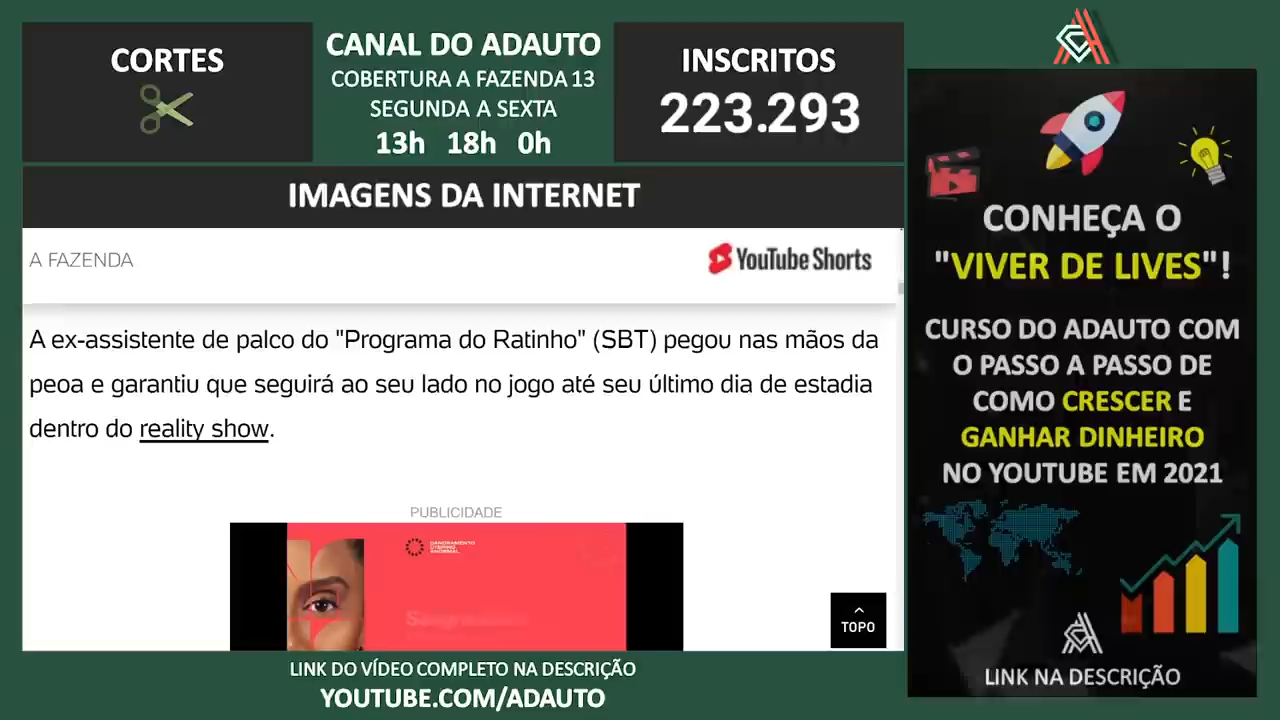 CORTES
CANAL DO ADAUTO
COBERTURA A FAZENDA 13
SEGUNDA A SEXTA
13h 18h 0h
INSCRITOS
223.293
IMAGENS DA INTERNET
A FAZENDA
YouTube Shorts
A ex-assistente de palco do "Programa do Ratinho" (SBT) pegou nas mãos da
peoa e garantiu que seguirá ao seu lado no jogo até seu último dia de estadia
dentro do reality show.
PUBLICIDADE
SANGRAMENTO
UTERINO
ANORMAL
TOPO
LINK DO VÍDEO COMPLETO NA DESCRIÇÃO
YOUTUBE.COM/ADAUTO
CONHEÇA O
"VIVER DE LIVES"!
CURSO DO ADAUTO COM
O PASSO A PASSO DE
COMO CRESCER E
GANHAR DINHEIRO
NO YOUTUBE EM 2021
LINK NA DESCRIÇÃO